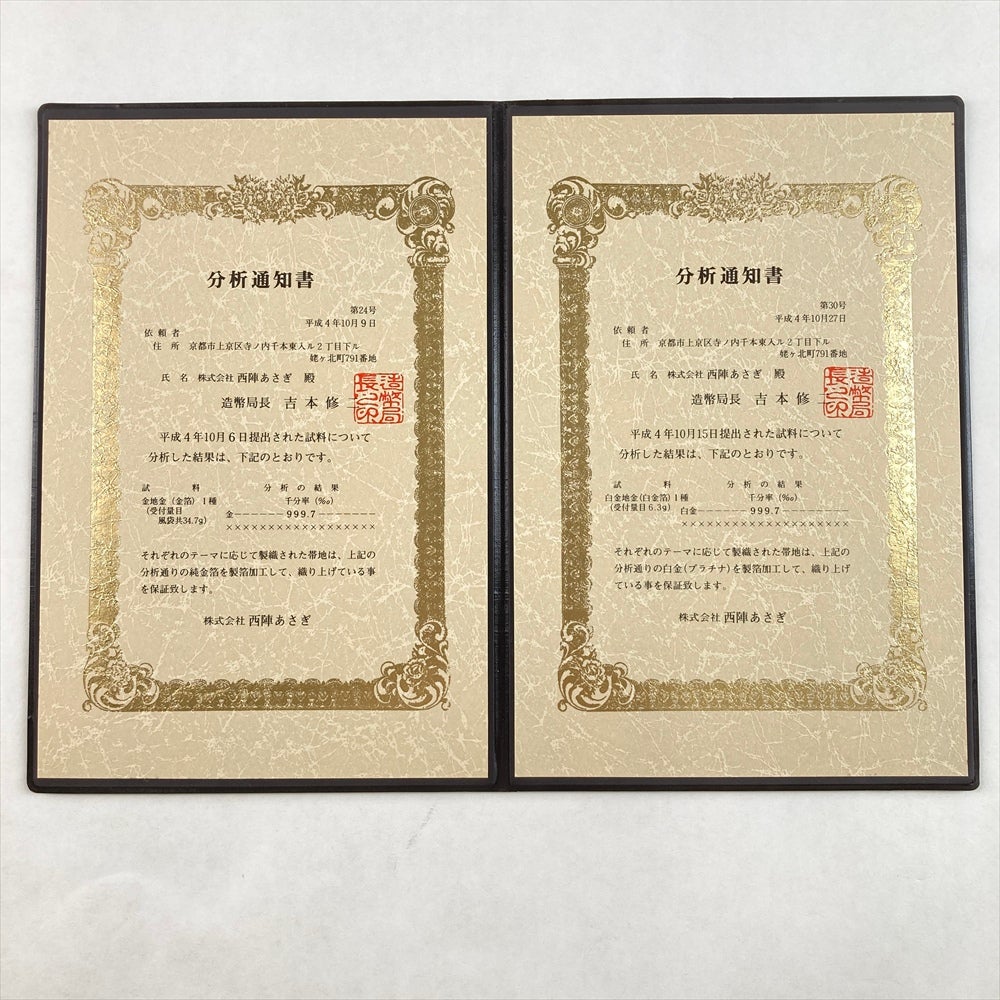 分析通知書
第24号
平成4年10月9日
依頼者
住所 京都市上京区寺ノ内千本東入ル2丁目下ル
姥ヶ北町791番地
氏名 株式会社 西陣あさぎ 殿
造幣局長 吉本修二
造幣局長之印
平成4年10月6日提出された試料について
分析した結果は、下記のとおりです。
試料 分析の結果
金地金(金箔)1種 千分率(‰)
(受付量目
風袋共34.7g) 金————999.7————
××××××××××××××××××
それぞれのテーマに応じて製織された帯地は、上記の
分析通りの純金箔を製箔加工して、織り上げている事
を保証致します。
株式会社 西陣あさぎ
分析通知書
第30号
平成4年10月27日
依頼者
住所 京都市上京区寺ノ内千本東入ル2丁目下ル
姥ヶ北町791番地
氏名 株式会社 西陣あさぎ 殿
造幣局長 吉本修二
造幣局長之印
平成4年10月15日提出された試料について
分析した結果は、下記のとおりです。
試料 分析の結果
白金地金(白金箔)1種 千分率(‰)
(受付量目6.3g) 白金————999.7————
××××××××××××××××××
それぞれのテーマに応じて製織された帯地は、上記の
分析通りの白金(プラチナ)を製箔加工して、織り上げ
ている事を保証致します。
株式会社 西陣あさぎ